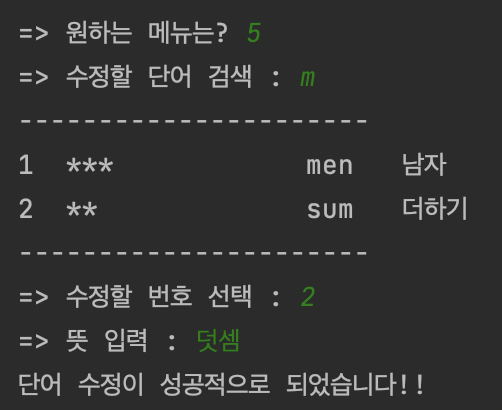 => 원하는 메뉴는? 5
=> 수정할 단어 검색 : m
----------------------
1 *** men 남자
2 ** sum 더하기
----------------------
=> 수정할 번호 선택 : 2
=> 뜻 입력 : 덧셈
단어 수정이 성공적으로 되었습니다!!